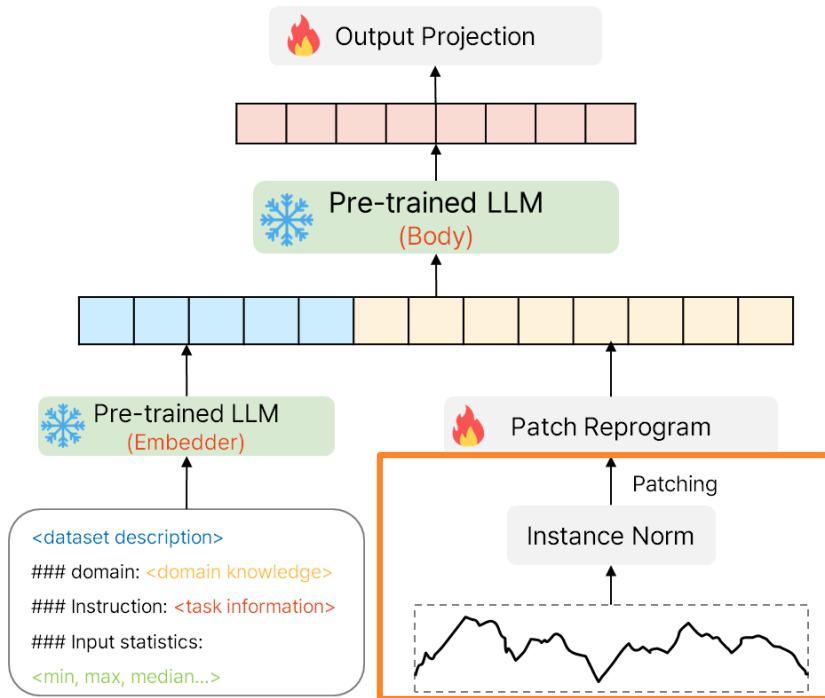 Output Projection
Pre-trained LLM
(Body)
Pre-trained LLM
(Embedder)
Patch Reprogram
Patching
Instance Norm
<dataset description>
### domain: <domain knowledge>
### Instruction: <task information>
### Input statistics:
<min, max, median...>